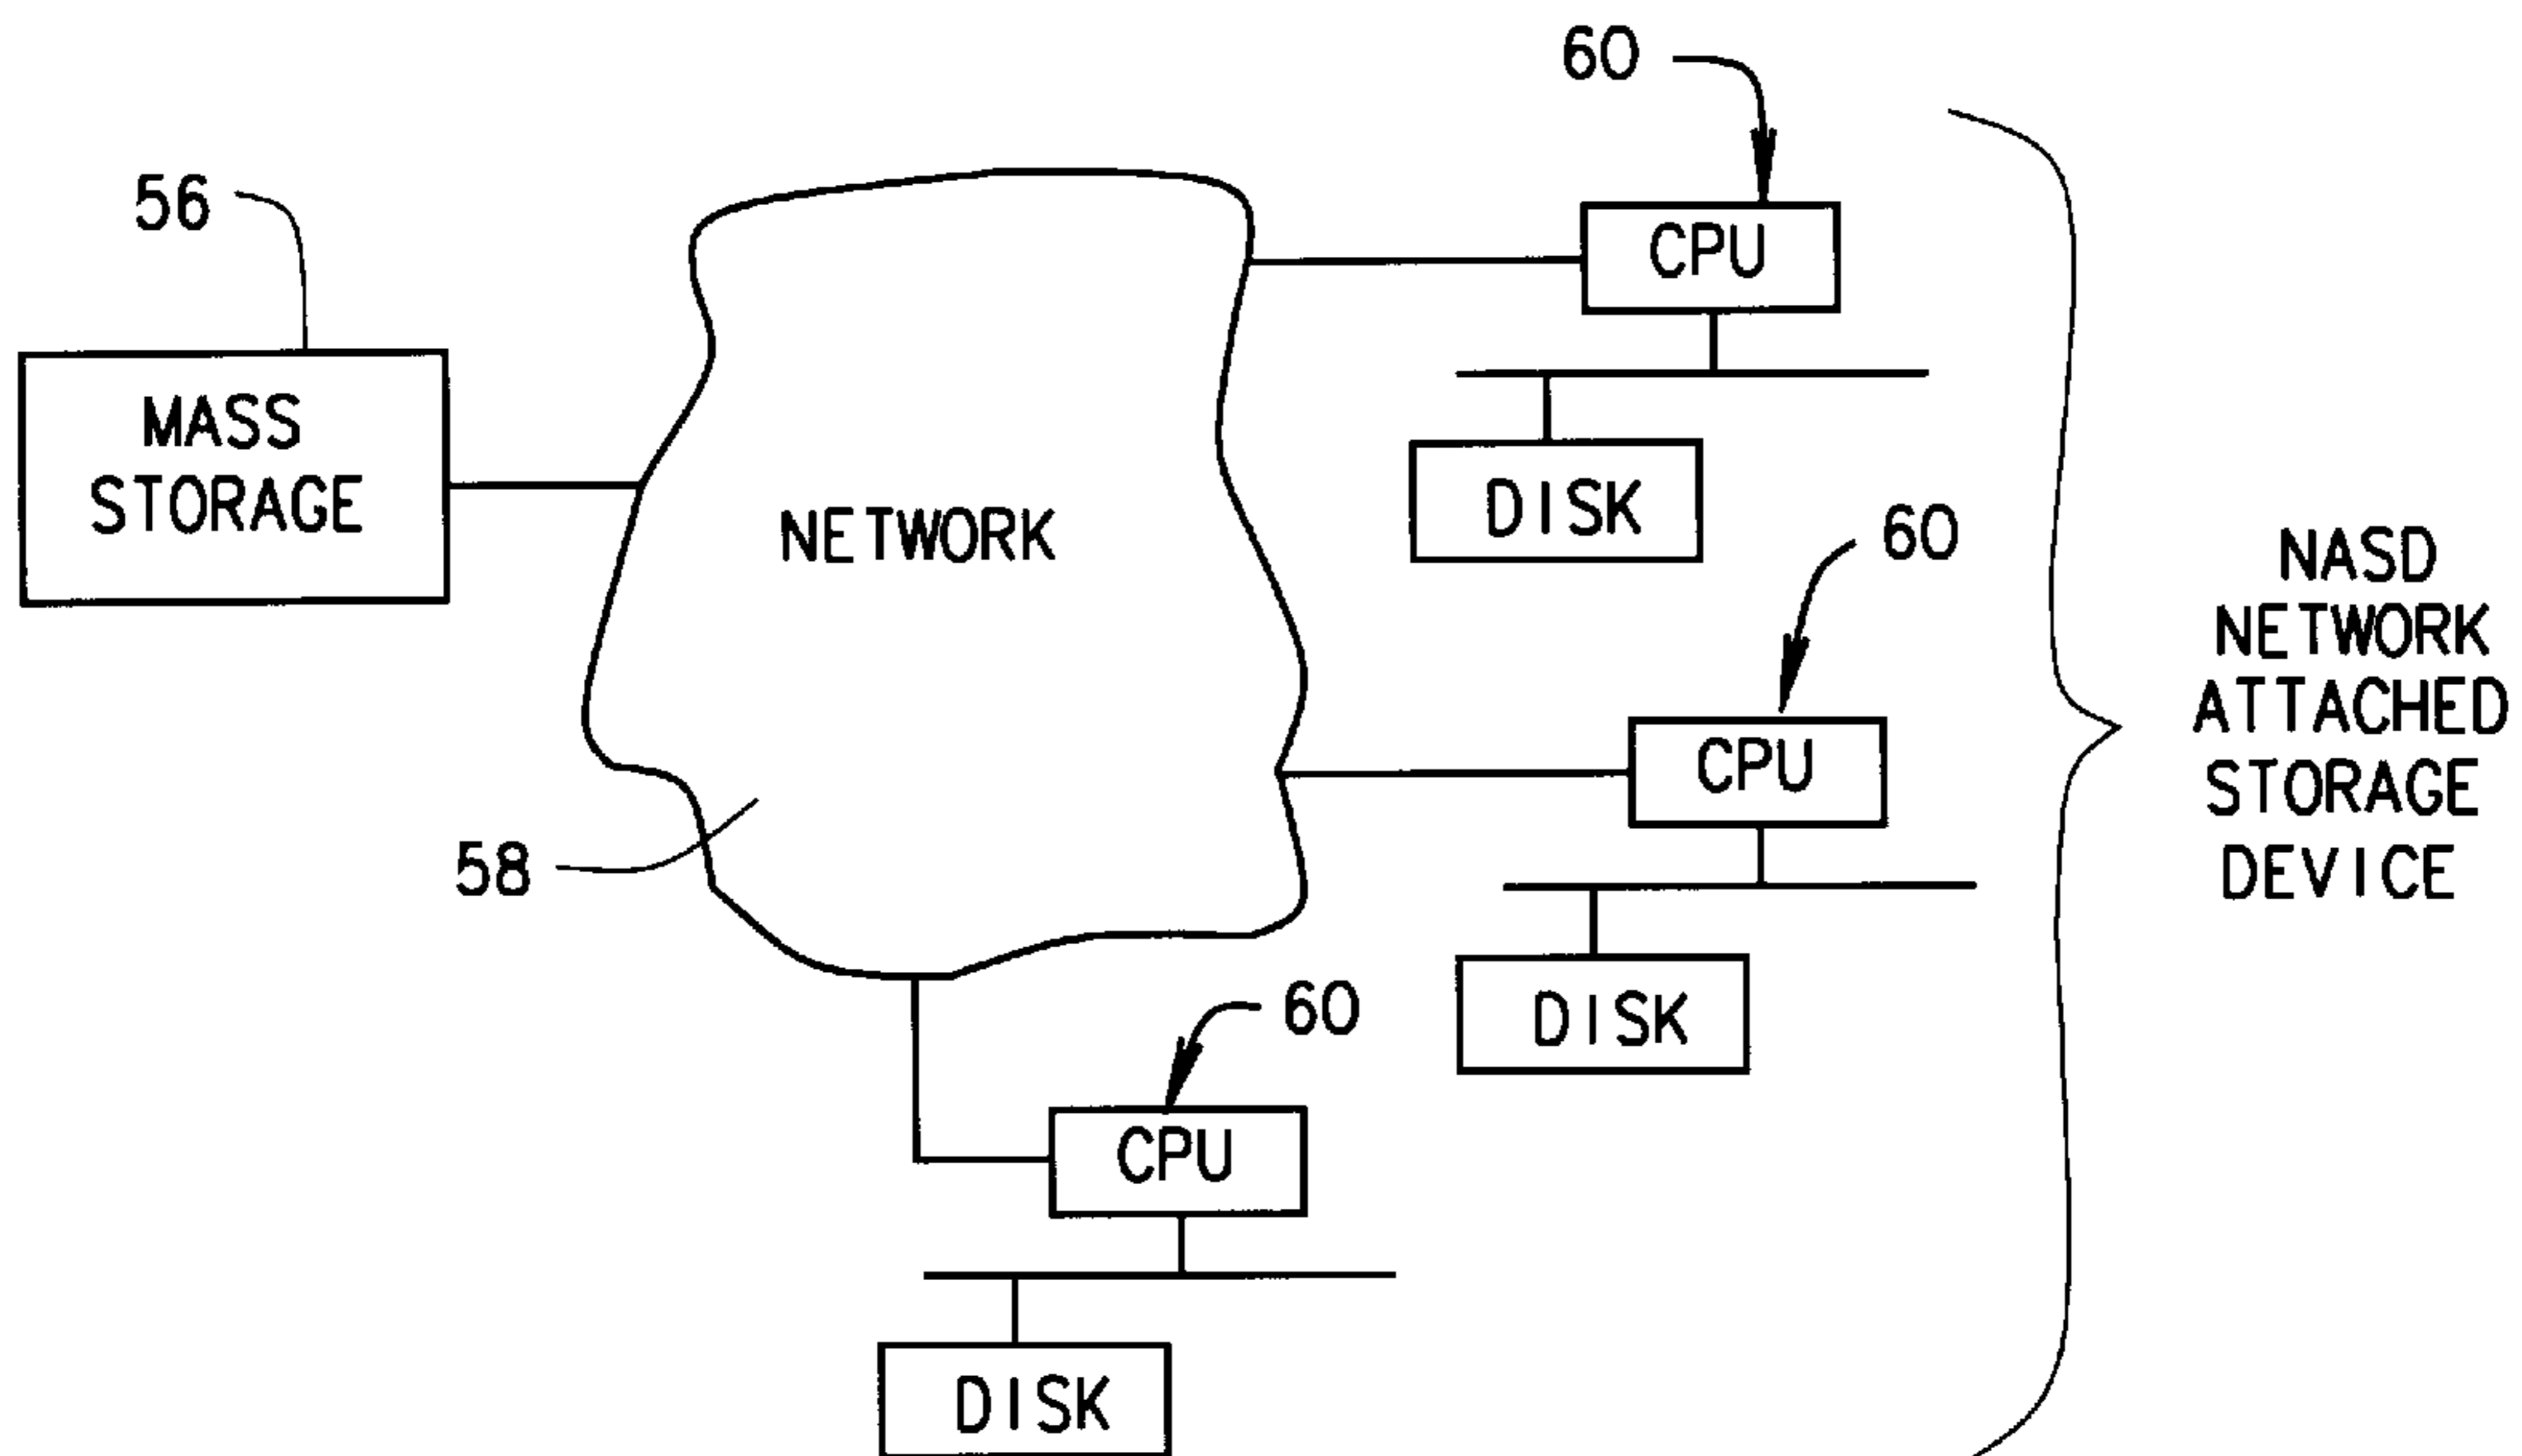 60
56
CPU
MASS
STORAGE
DISK
NETWORK
60
NASD
NETWORK
ATTACHED
STORAGE
DEVICE
CPU
58
DISK
60
CPU
DISK